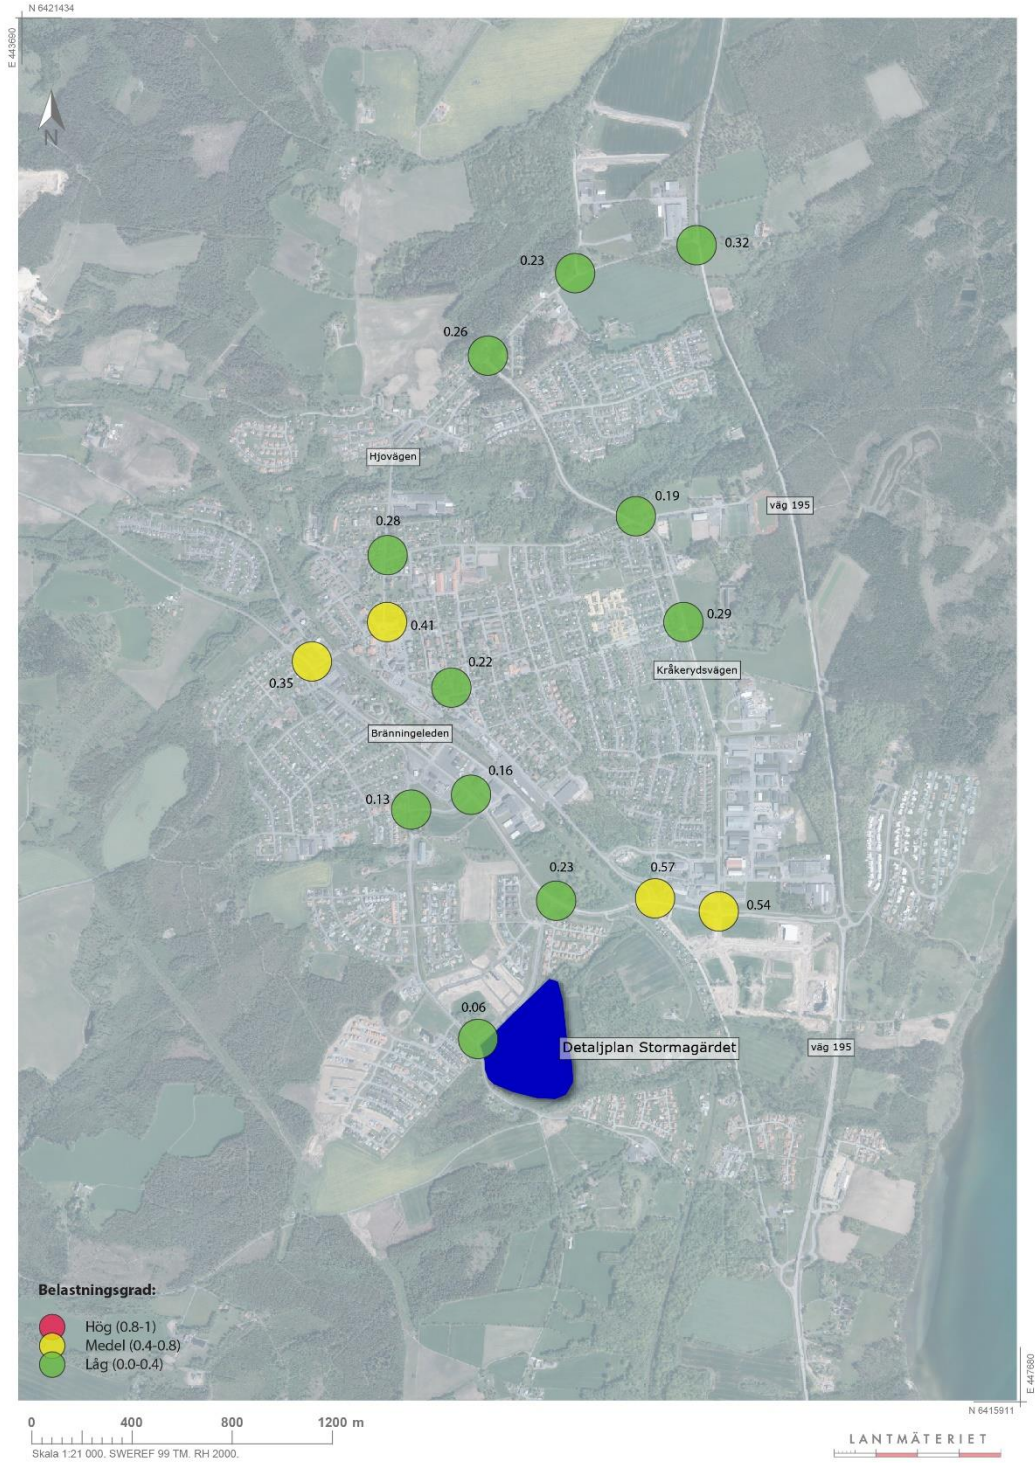 N 6421434
E 443690
N
0.32
0.23
0.26
Hjovägen
0.19
väg 195
0.28
0.41
0.29
0.22
Kråkerydsvägen
0.35
Bränningeleden
0.16
0.13
0.23
0.57
0.54
0.06
Detaljplan Stormagärdet
väg 195
Belastningsgrad:
Hög (0.8-1)
Medel (0.4-0.8)
Låg (0.0-0.4)
E 447680
N 6415911
0 400 800 1200 m
Skala 1:21 000. SWEREF 99 TM. RH 2000.
LANTMÄTERIET